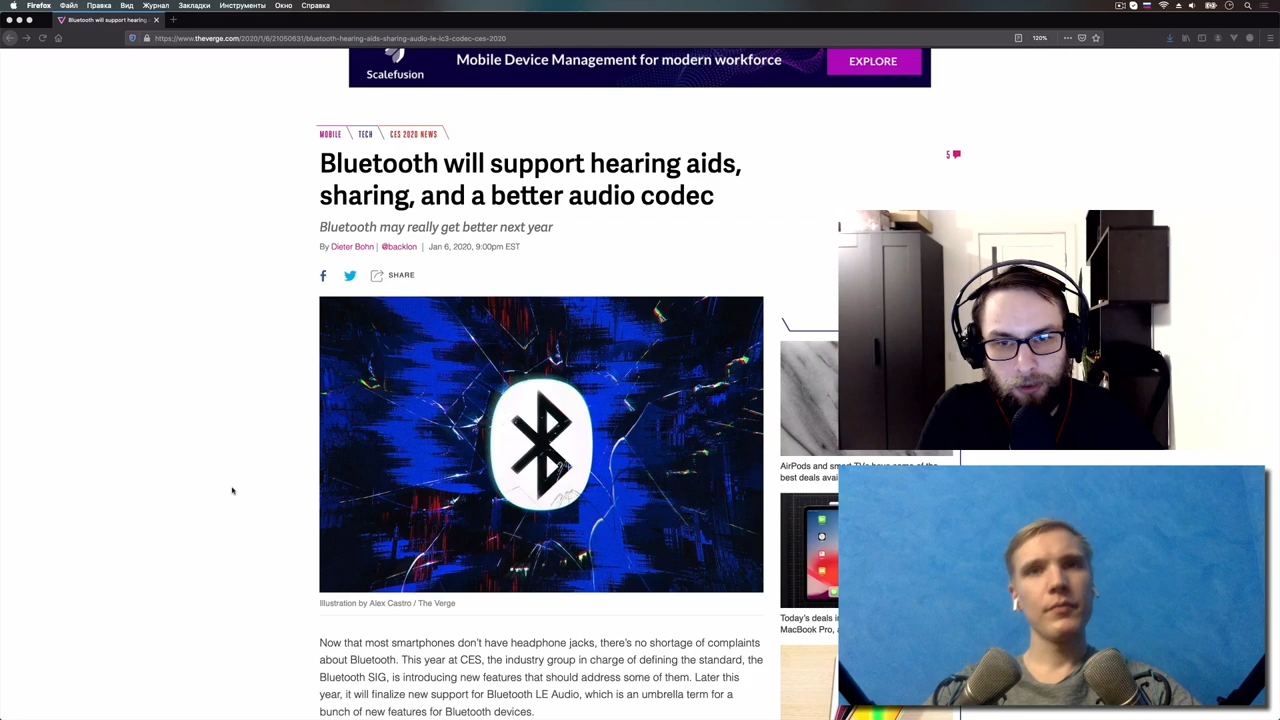 Firefox Файл Правка Вид Журнал Закладки Инструменты Окно Справка
Bluetooth will support hearing
https://www.theverge.com/2020/1/6/21050631/bluetooth-hearing-aids-sharing-audio-le-lc3-codec-ces-2020
120%
Scalefusion
Mobile Device Management for modern workforce
EXPLORE
MOBILE TECH CES 2020 NEWS
Bluetooth will support hearing aids,
sharing, and a better audio codec
5
Bluetooth may really get better next year
By Dieter Bohn | @backlon | Jan 6, 2020, 9:00pm EST
SHARE
AirPods and smart TVs have some of the
best deals avai
Today's deals i
MacBook Pro,
Illustration by Alex Castro / The Verge
Now that most smartphones don't have headphone jacks, there's no shortage of complaints
about Bluetooth. This year at CES, the industry group in charge of defining the standard, the
Bluetooth SIG, is introducing new features that should address some of them. Later this
year, it will finalize new support for Bluetooth LE Audio, which is an umbrella term for a
bunch of new features for Bluetooth devices.